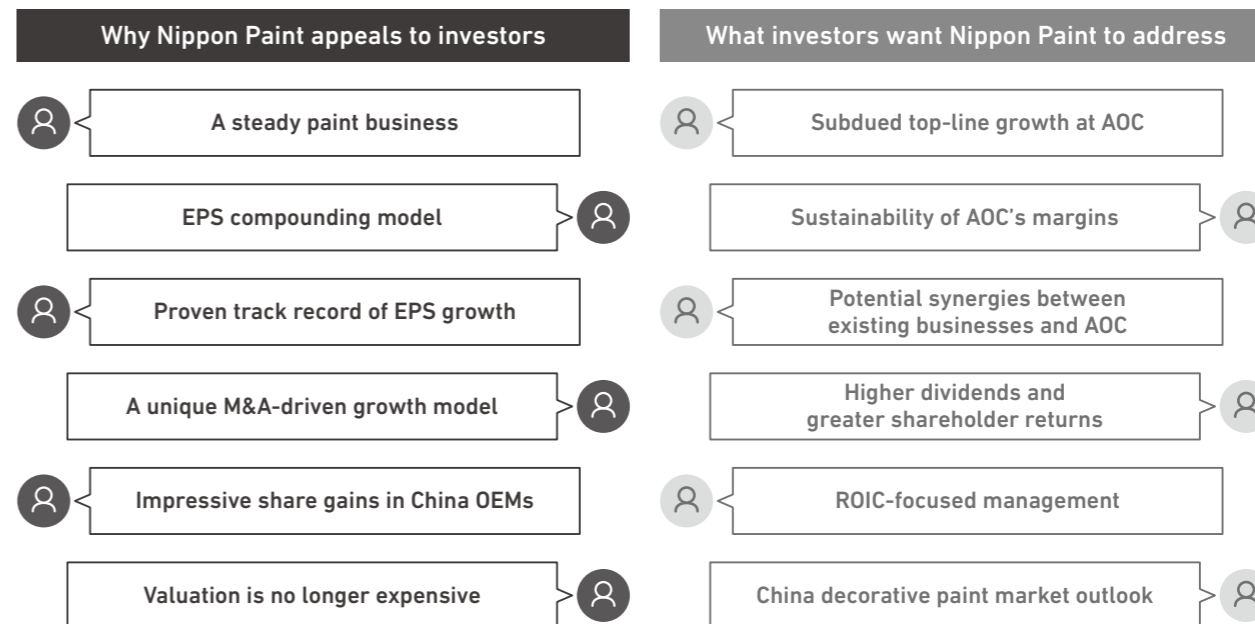 Why Nippon Paint appeals to investors
A steady paint business
EPS compounding model
Proven track record of EPS growth
A unique M&A-driven growth model
Impressive share gains in China OEMs
Valuation is no longer expensive
What investors want Nippon Paint to address
Subdued top-line growth at AOC
Sustainability of AOC’s margins
Potential synergies between
existing businesses and AOC
Higher dividends and
greater shareholder returns
ROIC-focused management
China decorative paint market outlook